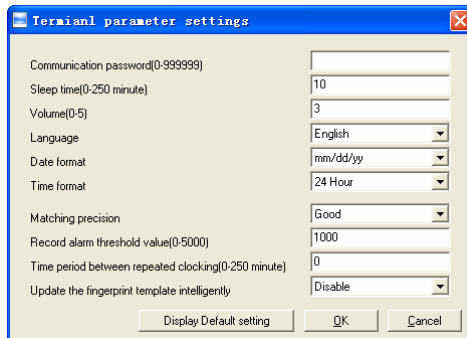 Termianl parameter settings
Communication password(0-999999)
Sleep time(0-250 minute) 10
Volume(0-5) 3
Language English
Date format mm/dd/yy
Time format 24 Hour
Matching precision Good
Record alarm threshold value(0-5000) 1000
Time period between repeated clocking(0-250 minute) 0
Update the fingerprint template intelligently Disable
Display Default setting OK Cancel